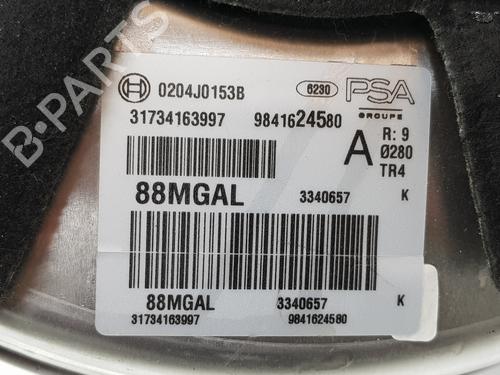 0204J0153B 6230 PSA
GROUPE
31734163997 9841624580
A R: 9
Ø280
TR4
88MGAL 3340657 K
88MGAL 3340657 K
31734163997 9841624580
B-PARTS